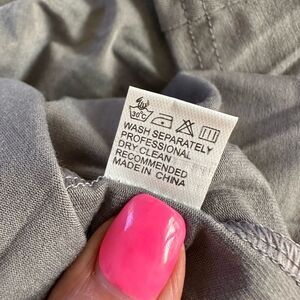 30°C
WASH SEPARATELY
PROFESSIONAL
DRY CLEAN
RECOMMENDED
MADE IN CHINA